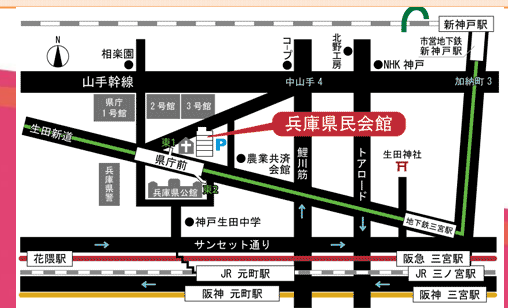 新神戸駅
市営地下鉄
新神戸駅
N
相楽園
コープ
北野工房
NHK 神戸
山手幹線
中山手 4
加納町 3
県庁
1号館
2号館
3号館
兵庫県民会館
生田新道
東1
P
県庁前
農業共済
会館
鯉川筋
トアロード
生田神社
兵庫県警
兵庫県公館
東2
神戸生田中学
地下鉄三宮駅
サンセット通り
花隈駅
阪急 三宮駅
JR 元町駅
JR 三ノ宮駅
阪神 元町駅
阪神 三宮駅